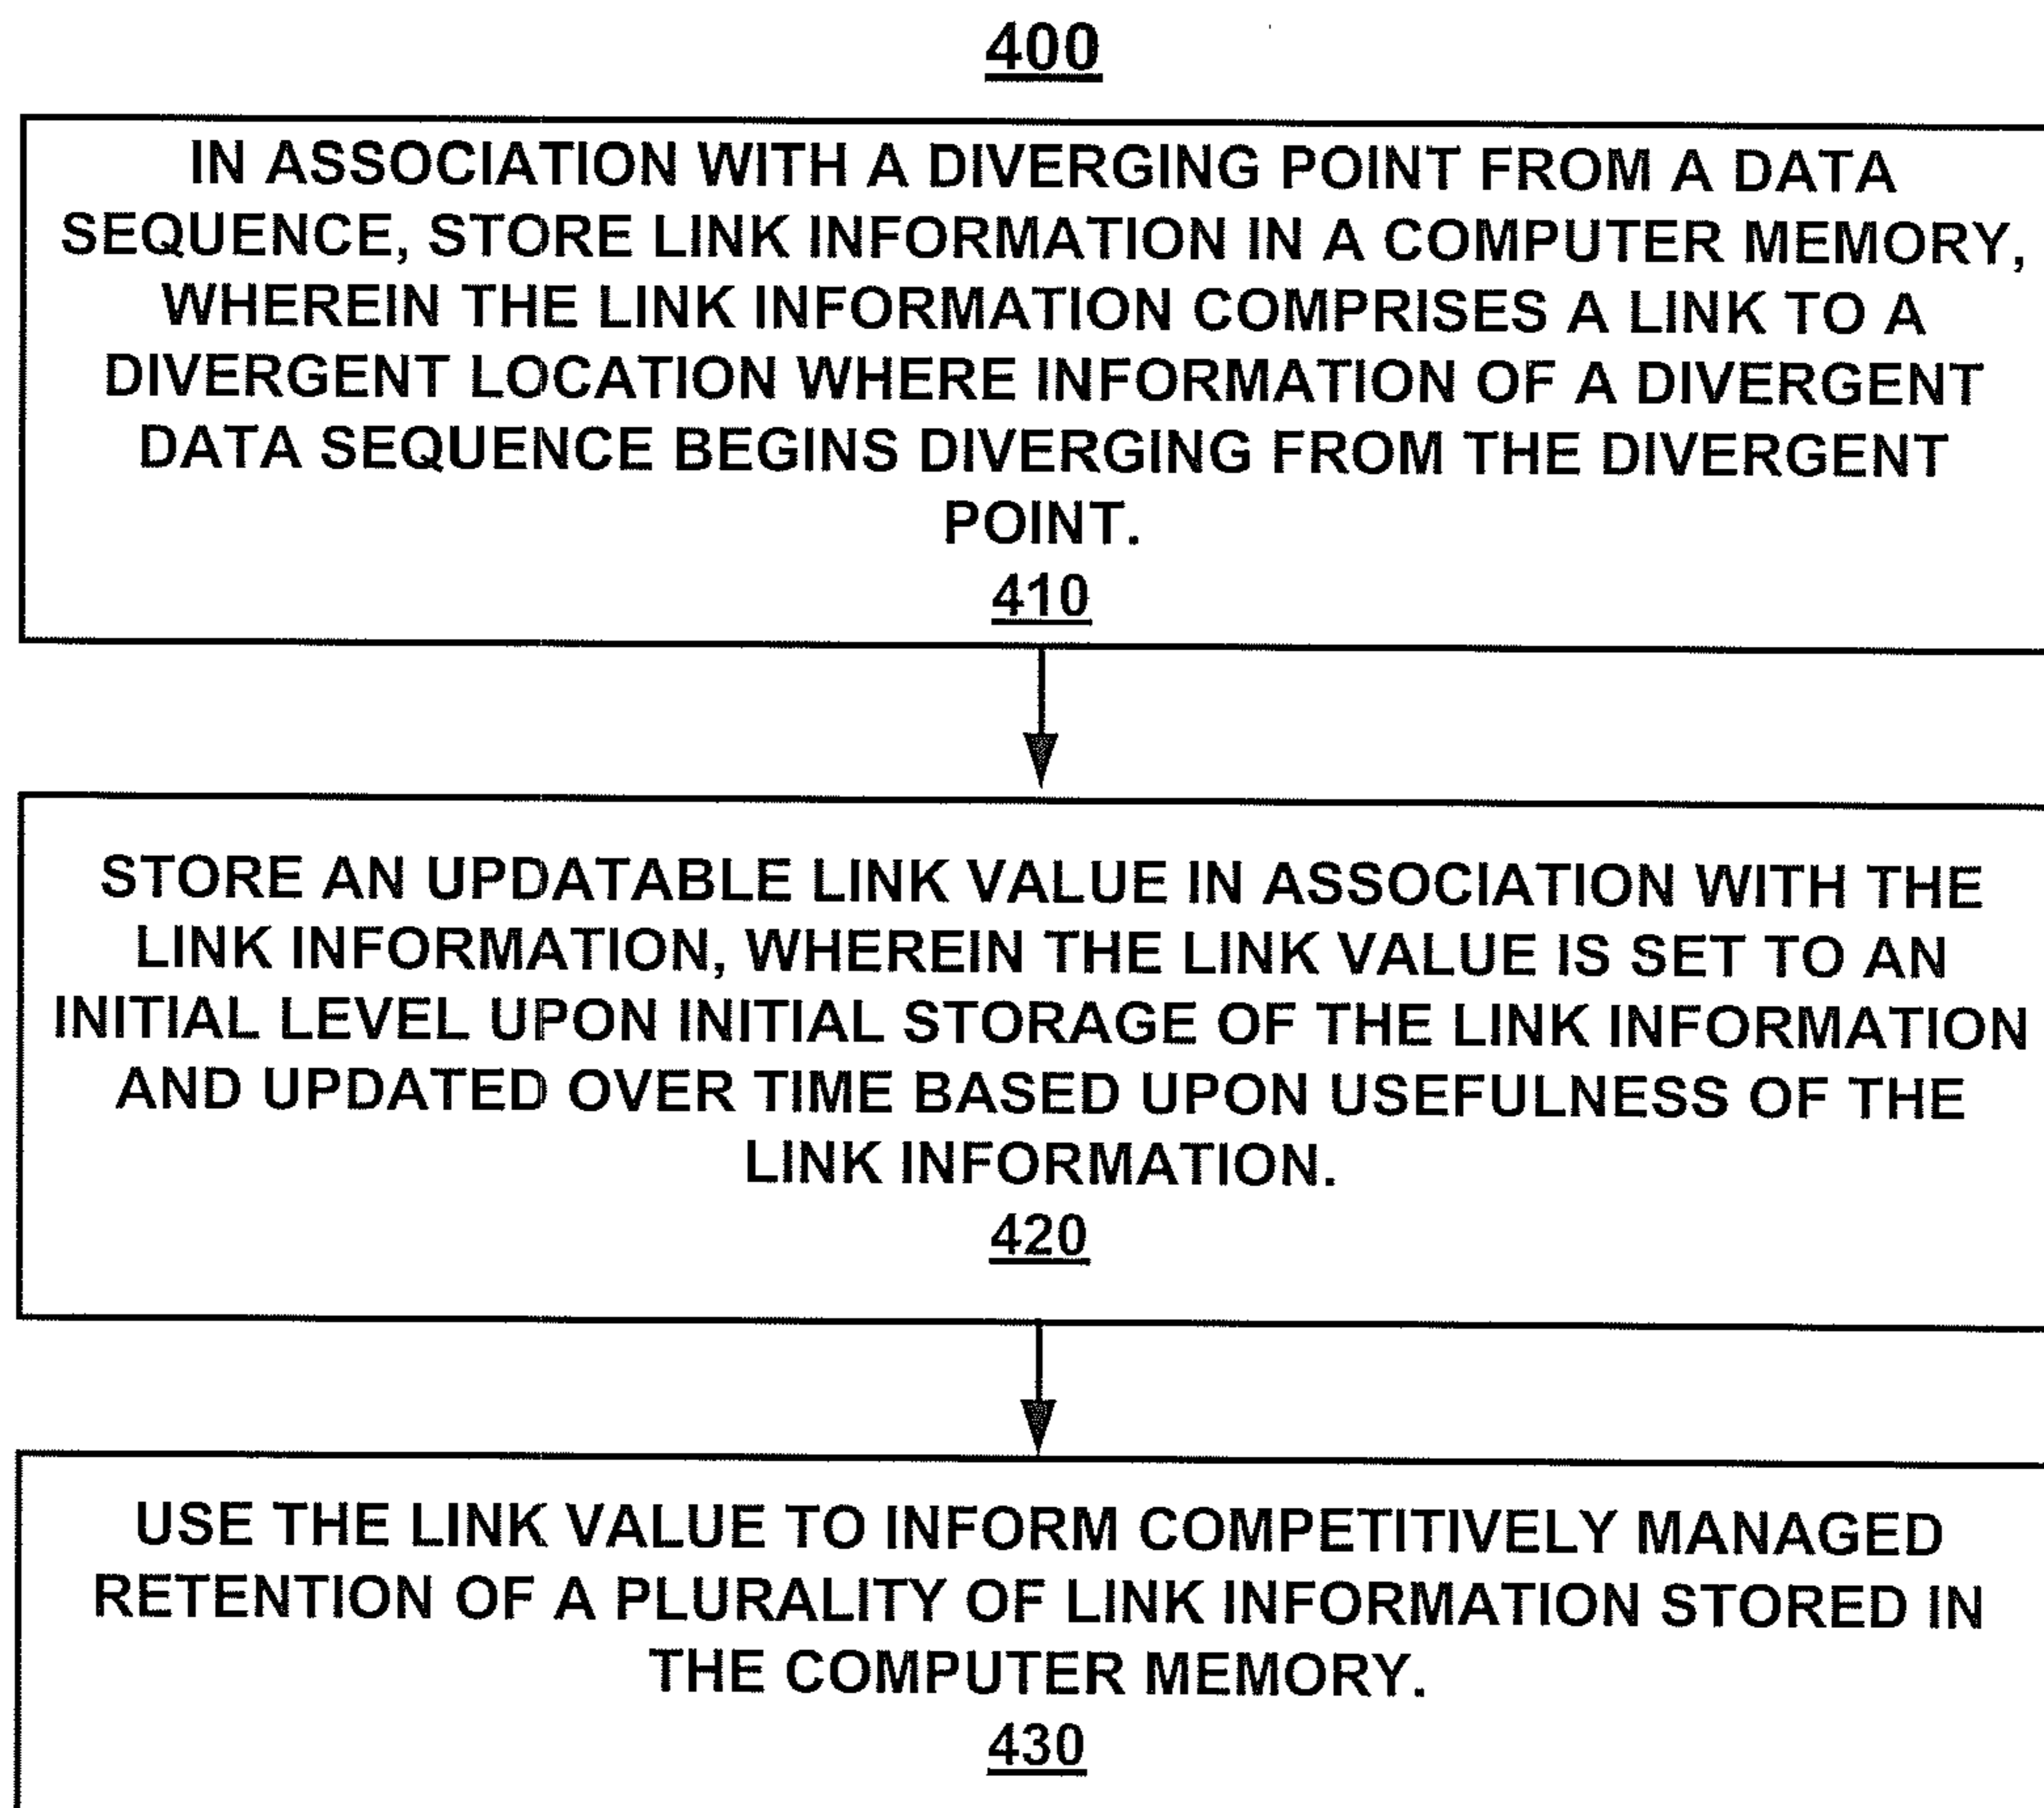 400
IN ASSOCIATION WITH A DIVERGING POINT FROM A DATA
SEQUENCE, STORE LINK INFORMATION IN A COMPUTER MEMORY,
WHEREIN THE LINK INFORMATION COMPRISES A LINK TO A
DIVERGENT LOCATION WHERE INFORMATION OF A DIVERGENT
DATA SEQUENCE BEGINS DIVERGING FROM THE DIVERGENT
POINT.
410
STORE AN UPDATABLE LINK VALUE IN ASSOCIATION WITH THE
LINK INFORMATION, WHEREIN THE LINK VALUE IS SET TO AN
INITIAL LEVEL UPON INITIAL STORAGE OF THE LINK INFORMATION
AND UPDATED OVER TIME BASED UPON USEFULNESS OF THE
LINK INFORMATION.
420
USE THE LINK VALUE TO INFORM COMPETITIVELY MANAGED
RETENTION OF A PLURALITY OF LINK INFORMATION STORED IN
THE COMPUTER MEMORY.
430